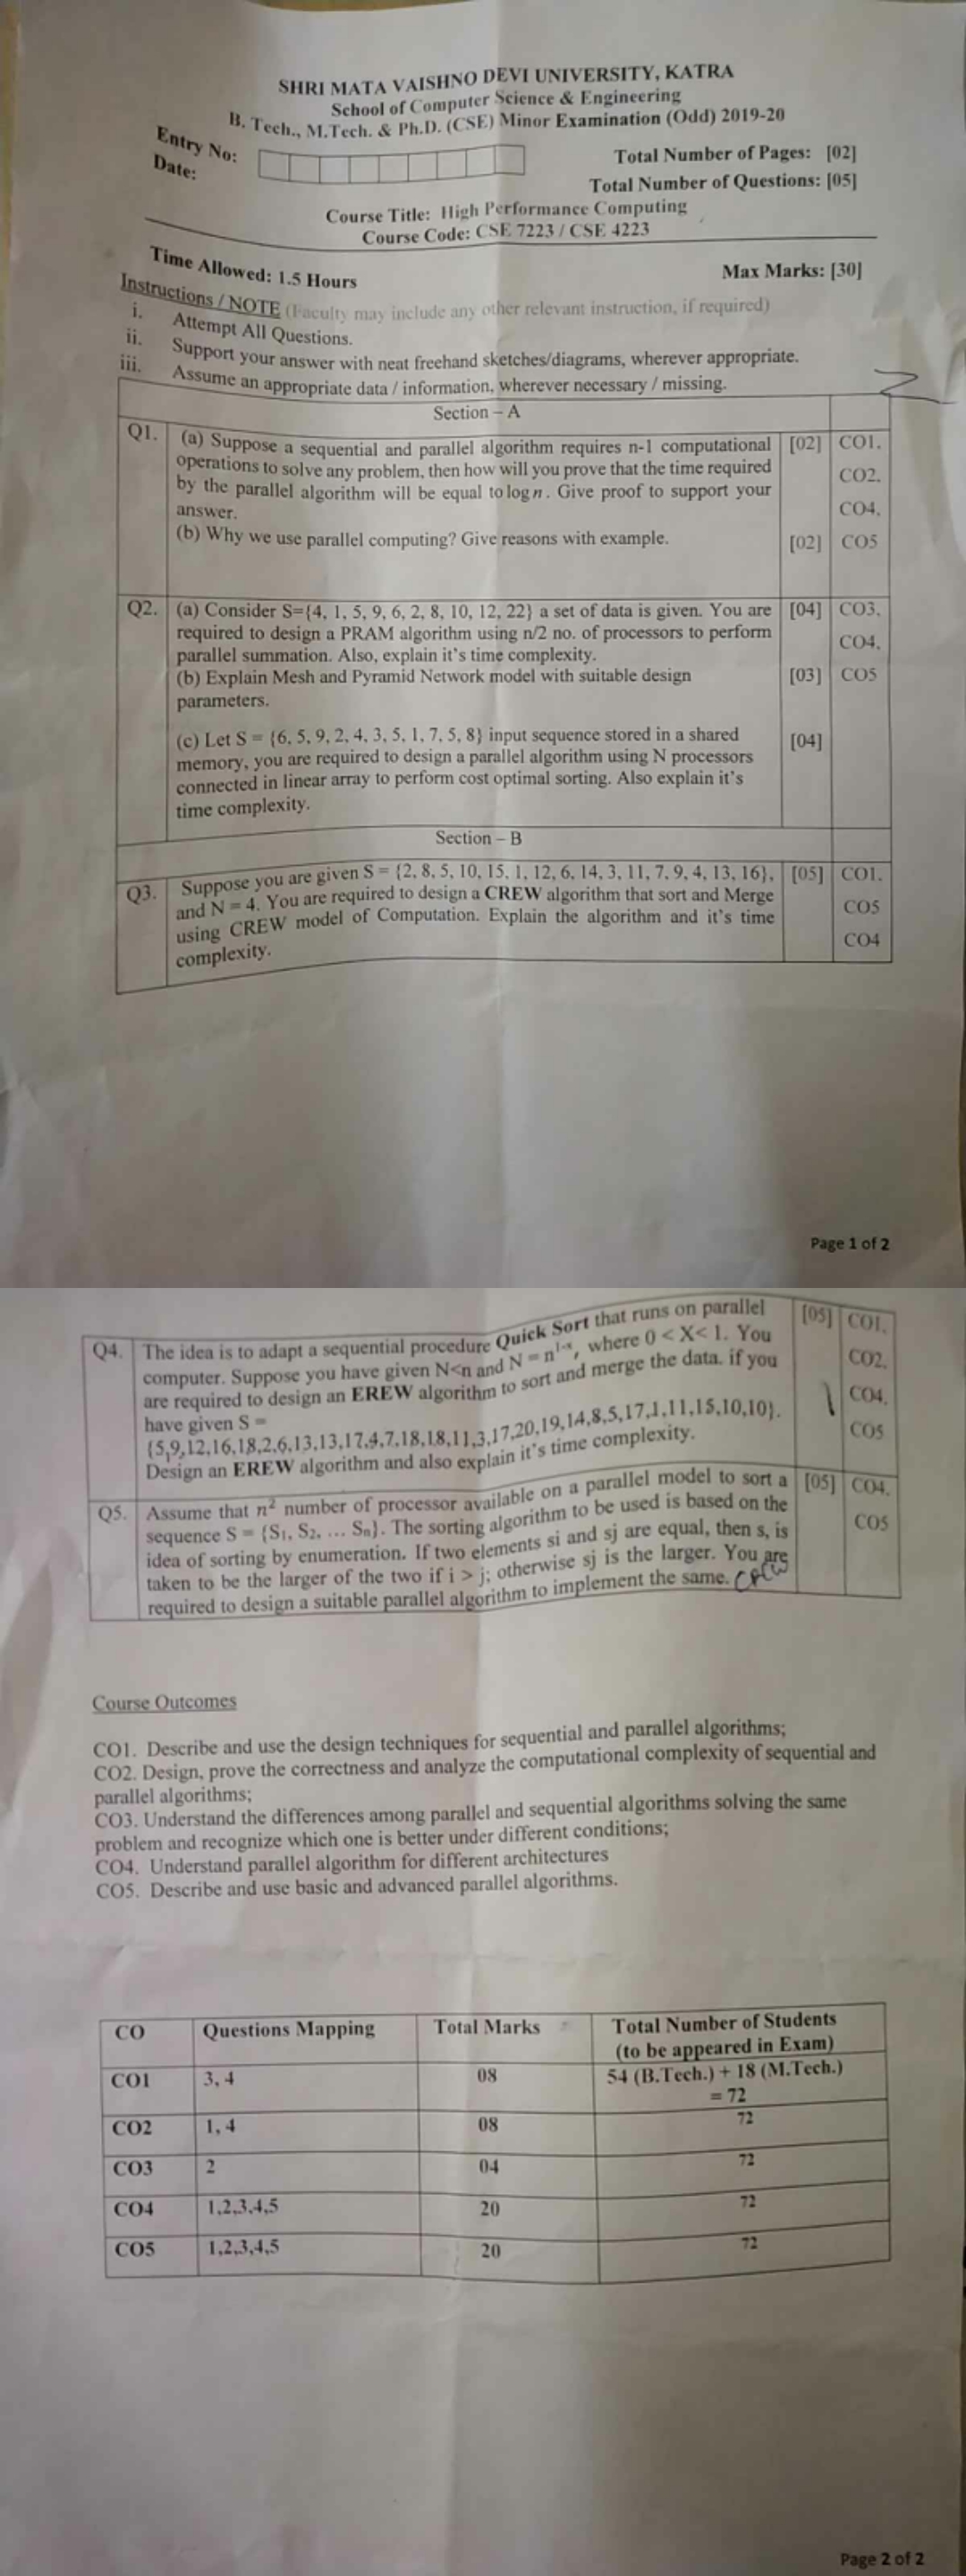 SHRI MATA VAISHNO DEVI UNIVERSITY, KATRA
School of Computer Science & Engineering
B. Tech., M.Tech. & Ph.D. (CSE) Minor Examination (Odd) 2019-20
Entry No:
Date:
Total Number of Pages: [02]
Total Number of Questions: [05]
Course Title: High Performance Computing
Course Code: CSE 7223 / CSE 4223
Time Allowed: 1.5 Hours
Max Marks: [30]
Instructions / NOTE (Faculty may include any other relevant instruction, if required)
i. Attempt All Questions.
ii. Support your answer with neat freehand sketches/diagrams, wherever appropriate.
iii. Assume an appropriate data / information, wherever necessary / missing.
Section – A
Q1. (a) Suppose a sequential and parallel algorithm requires n-1 computational [02] CO1,
operations to solve any problem, then how will you prove that the time required CO2,
by the parallel algorithm will be equal to log n. Give proof to support your
answer. CO4,
(b) Why we use parallel computing? Give reasons with example. [02] CO5
Q2. (a) Consider S={4, 1, 5, 9, 6, 2, 8, 10, 12, 22} a set of data is given. You are [04] CO3,
required to design a PRAM algorithm using n/2 no. of processors to perform CO4,
parallel summation. Also, explain it's time complexity.
(b) Explain Mesh and Pyramid Network model with suitable design [03] CO5
parameters.
(c) Let S = {6, 5, 9, 2, 4, 3, 5, 1, 7, 5, 8} input sequence stored in a shared [04]
memory, you are required to design a parallel algorithm using N processors
connected in linear array to perform cost optimal sorting. Also explain it's
time complexity.
Section – B
Q3. Suppose you are given S = {2, 8, 5, 10, 15, 1, 12, 6, 14, 3, 11, 7, 9, 4, 13, 16}, [05] CO1,
and N = 4. You are required to design a CREW algorithm that sort and Merge CO5
using CREW model of Computation. Explain the algorithm and it's time
complexity. CO4
Page 1 of 2
Q4. The idea is to adapt a sequential procedure Quick Sort that runs on parallel [05] CO1,
computer. Suppose you have given N<n and N = n^{1-x}, where 0 < X< 1. You CO2,
are required to design an EREW algorithm to sort and merge the data. if you
have given S = CO4,
{5,9,12,16,18,2,6,13,13,17,4,7,18,18,11,3,17,20,19,14,8,5,17,1,11,15,10,10}. CO5
Design an EREW algorithm and also explain it's time complexity.
Q5. Assume that n² number of processor available on a parallel model to sort a [05] CO4,
sequence S = {S₁, S₂, ... Sₙ}. The sorting algorithm to be used is based on the CO5
idea of sorting by enumeration. If two elements si and sj are equal, then s, is
taken to be the larger of the two if i > j; otherwise sj is the larger. You are
required to design a suitable parallel algorithm to implement the same.
Course Outcomes
CO1. Describe and use the design techniques for sequential and parallel algorithms;
CO2. Design, prove the correctness and analyze the computational complexity of sequential and
parallel algorithms;
CO3. Understand the differences among parallel and sequential algorithms solving the same
problem and recognize which one is better under different conditions;
CO4. Understand parallel algorithm for different architectures
CO5. Describe and use basic and advanced parallel algorithms.
CO Questions Mapping Total Marks Total Number of Students
(to be appeared in Exam)
CO1 3, 4 08 54 (B.Tech.) + 18 (M.Tech.)
= 72
CO2 1, 4 08 72
CO3 2 04 72
CO4 1,2,3,4,5 20 72
CO5 1,2,3,4,5 20 72
Page 2 of 2